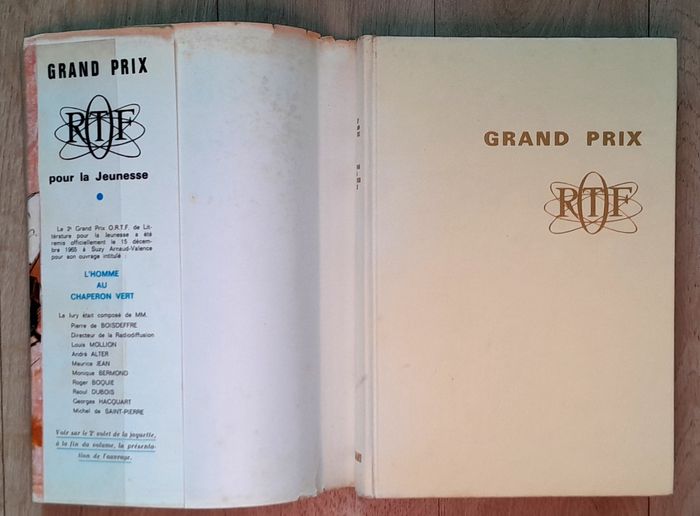 GRAND PRIX
RTF
pour la Jeunesse
Le 2e Grand Prix O.R.T.F. de Lit-
térature pour la Jeunesse a été
remis officiellement le 15 décem-
bre 1965 à Suzy Arnaud-Valence
pour son ouvrage intitulé :
L'HOMME
AU
CHAPERON VERT
Le Jury était composé de MM.
Pierre de BOISDEFFRE
Directeur de la Radiodiffusion
Louis MOLLION
André ALTER
Maurice JEAN
Monique BERMOND
Roger BOQUIE
Raoul DUBOIS
Georges HACQUART
Michel de SAINT-PIERRE
Voir sur le 2e volet de la jaquette,
à la fin du volume, la présenta-
tion de l'ouvrage.
GRAND PRIX
RTF